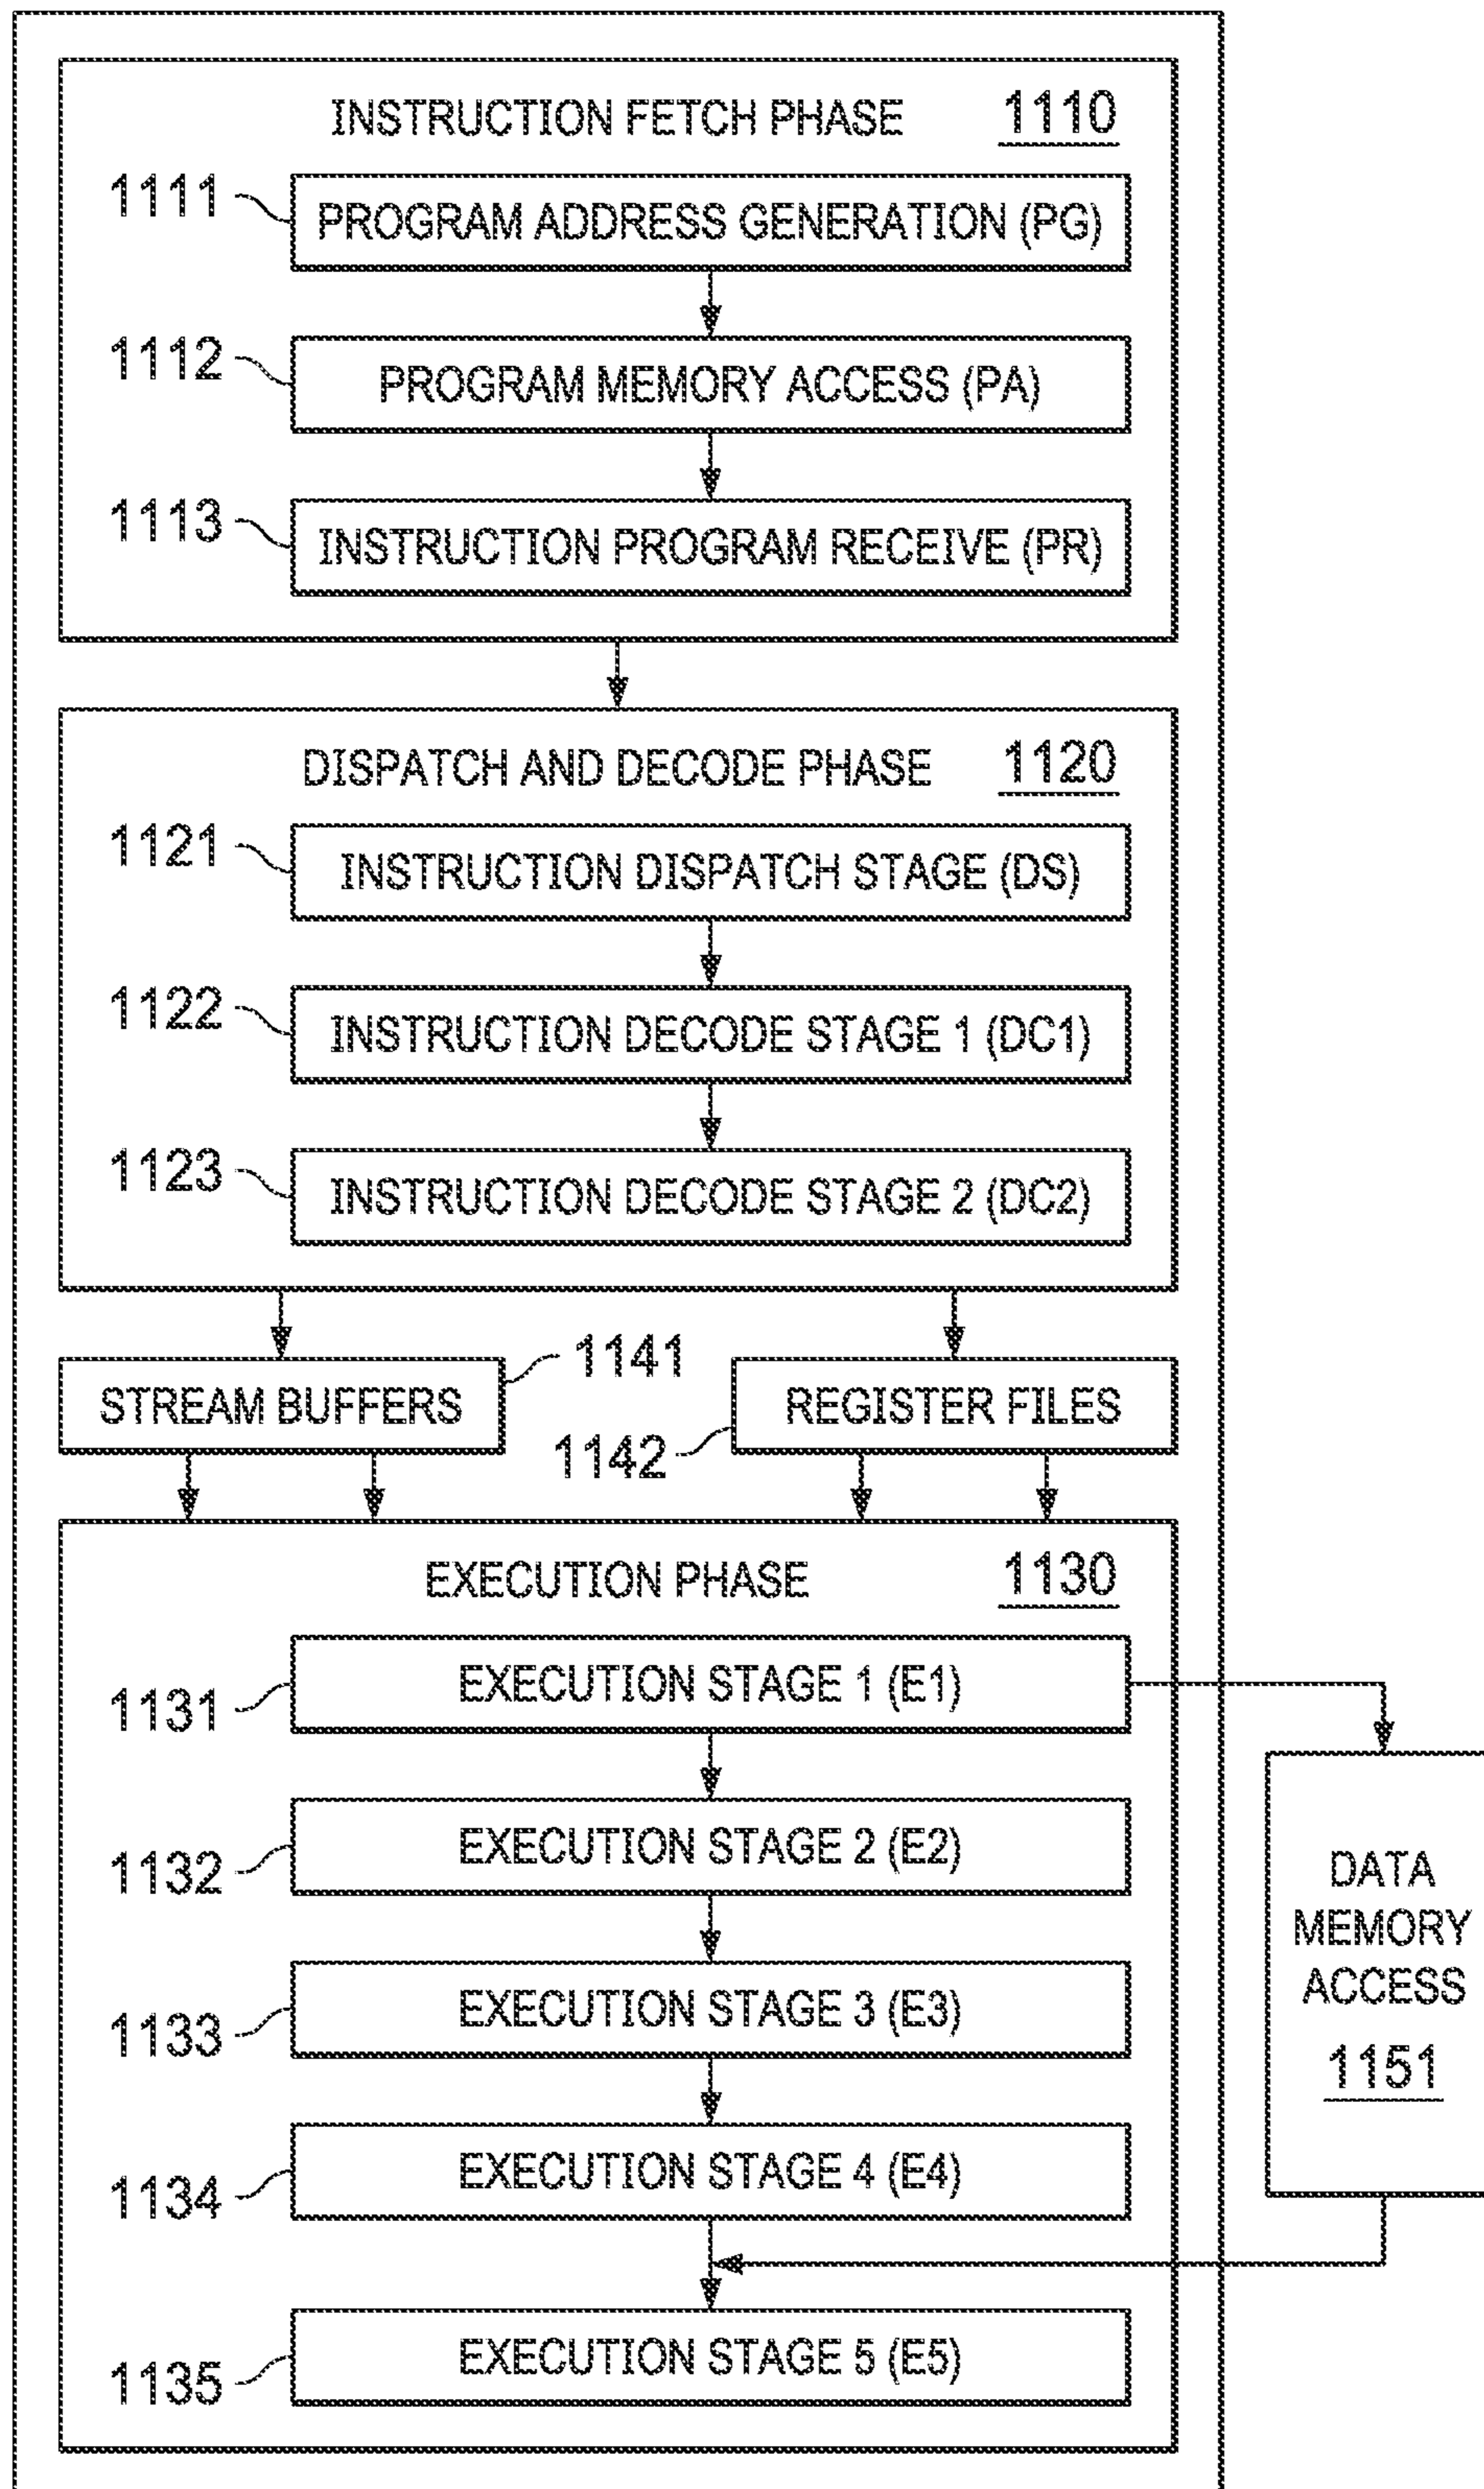 INSTRUCTION FETCH PHASE 1110
1111
PROGRAM ADDRESS GENERATION (PG)
1112
PROGRAM MEMORY ACCESS (PA)
1113
INSTRUCTION PROGRAM RECEIVE (PR)
DISPATCH AND DECODE PHASE 1120
1121
INSTRUCTION DISPATCH STAGE (DS)
1122
INSTRUCTION DECODE STAGE 1 (DC1)
1123
INSTRUCTION DECODE STAGE 2 (DC2)
STREAM BUFFERS
1141
1142
REGISTER FILES
EXECUTION PHASE 1130
1131
EXECUTION STAGE 1 (E1)
1132
EXECUTION STAGE 2 (E2)
1133
EXECUTION STAGE 3 (E3)
1134
EXECUTION STAGE 4 (E4)
1135
EXECUTION STAGE 5 (E5)
DATA
MEMORY
ACCESS
1151